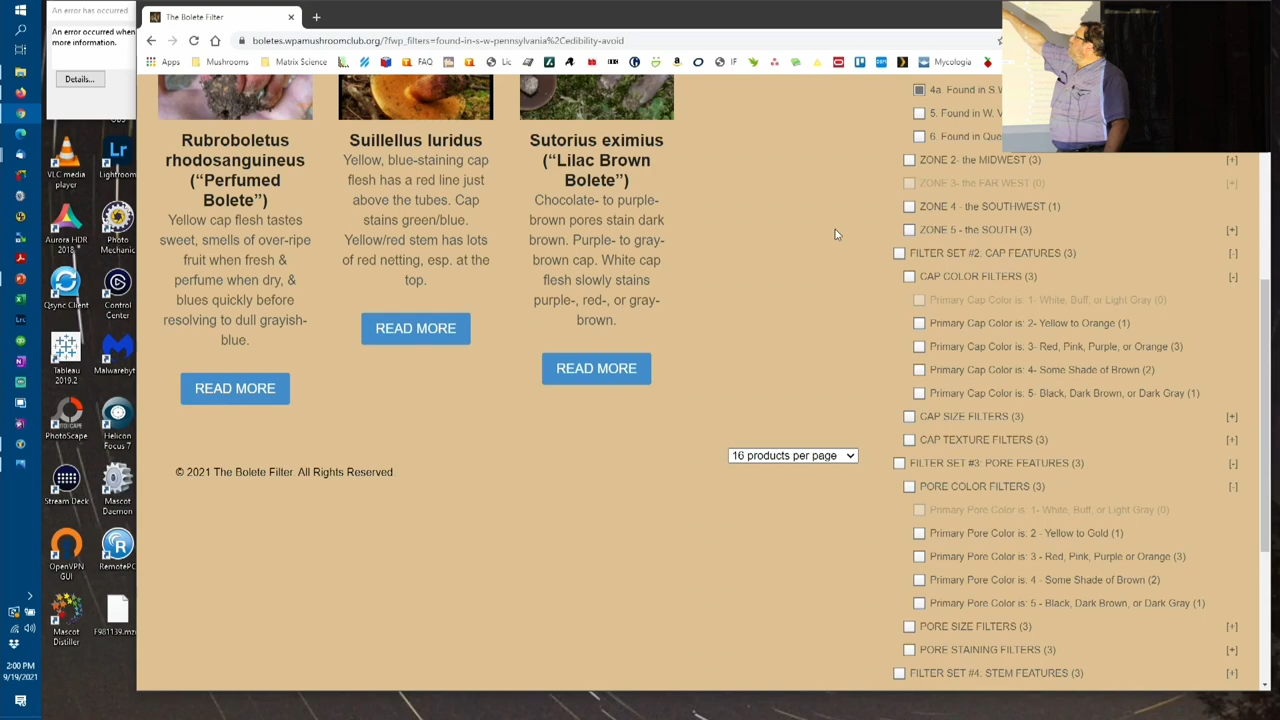 An error has occurred
An error occurred when
more information.
Details...
The Bolete Filter
boletes.wpamushroomclub.org/?fwp_filters=found-in-s-w-pennsylvania%2Cedibility-avoid
Apps
Mushrooms
Matrix Science
FAQ
Lic
IF
Mycologia
Rubroboletus
rhodosanguineus
(“Perfumed
Bolete”)
Yellow cap flesh tastes
sweet, smells of over-ripe
fruit when fresh &
perfume when dry, &
blues quickly before
resolving to dull grayish-
blue.
READ MORE
Suillellus luridus
Yellow, blue-staining cap
flesh has a red line just
above the tubes. Cap
stains green/blue.
Yellow/red stem has lots
of red netting, esp. at the
top.
READ MORE
Sutorius eximius
(“Lilac Brown
Bolete”)
Chocolate- to purple-
brown pores stain dark
brown. Purple- to gray-
brown cap. White cap
flesh slowly stains
purple-, red-, or gray-
brown.
READ MORE
16 products per page
© 2021 The Bolete Filter. All Rights Reserved.
4a. Found in S.W
5. Found in W. V
6. Found in Que
ZONE 2- the MIDWEST (3) [+]
ZONE 3- the FAR WEST (0) [+]
ZONE 4 - the SOUTHWEST (1) [+]
ZONE 5 - the SOUTH (3) [+]
FILTER SET #2: CAP FEATURES (3) [-]
CAP COLOR FILTERS (3) [-]
Primary Cap Color is: 1- White, Buff, or Light Gray (0)
Primary Cap Color is: 2- Yellow to Orange (1)
Primary Cap Color is: 3- Red, Pink, Purple, or Orange (3)
Primary Cap Color is: 4- Some Shade of Brown (2)
Primary Cap Color is: 5- Black, Dark Brown, or Dark Gray (1)
CAP SIZE FILTERS (3) [+]
CAP TEXTURE FILTERS (3) [+]
FILTER SET #3: PORE FEATURES (3) [-]
PORE COLOR FILTERS (3) [-]
Primary Pore Color is: 1- White, Buff, or Light Gray (0)
Primary Pore Color is: 2 - Yellow to Gold (1)
Primary Pore Color is: 3 - Red, Pink, Purple or Orange (3)
Primary Pore Color is: 4 - Some Shade of Brown (2)
Primary Pore Color is: 5 - Black, Dark Brown, or Dark Gray (1)
PORE SIZE FILTERS (3) [+]
PORE STAINING FILTERS (3) [+]
FILTER SET #4: STEM FEATURES (3) [+]
VLC media
player
Lightroom
Aurora HDR
2018
Photo
Mechanic
Qsync Client
Control
Center
Tableau
2019.2
Malwarebyt
PhotoScape
Helicon
Focus 7
Stream Deck
Mascot
Daemon
OpenVPN
GUI
RemotePC
Mascot
Distiller
F981139.mz
2:00 PM
9/19/2021